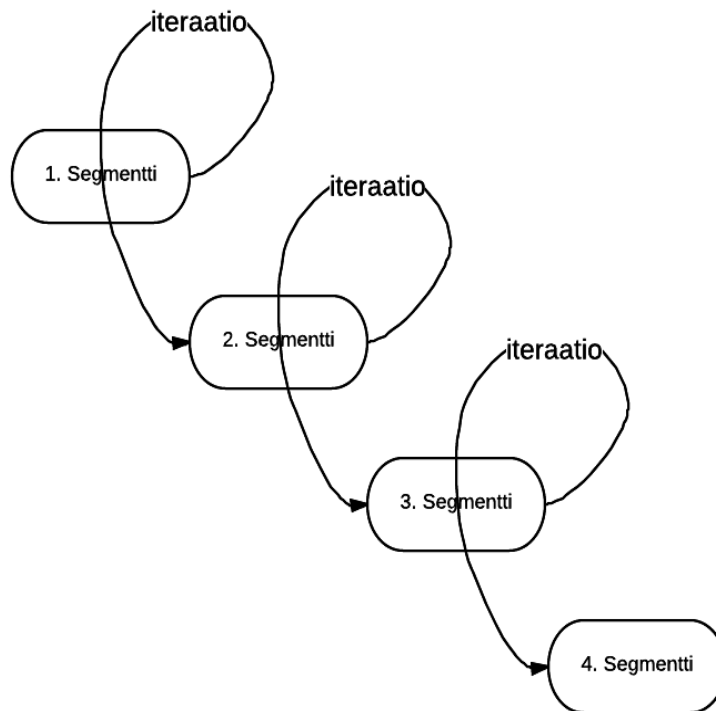 iteraatio
1. Segmentti
iteraatio
2. Segmentti
iteraatio
3. Segmentti
4. Segmentti